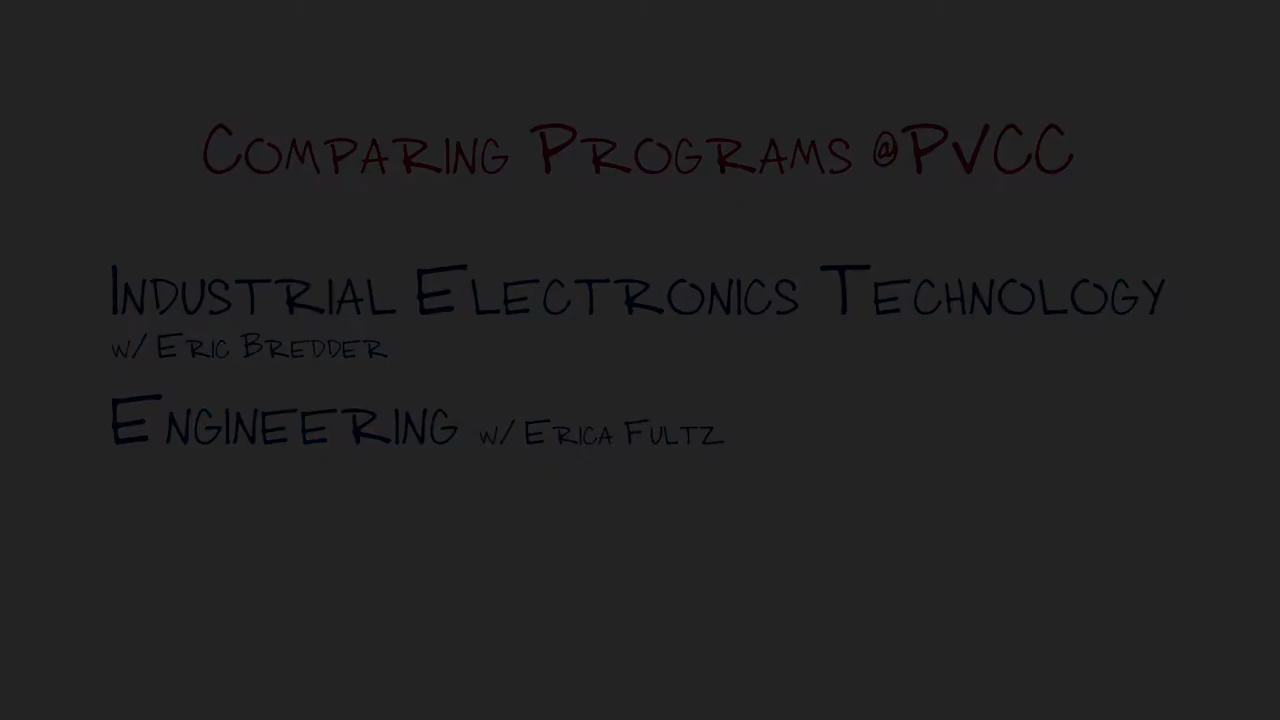 Comparing Programs @PVCC
Industrial Electronics Technology
w/ Eric Bredder
Engineering w/ Erica Fultz